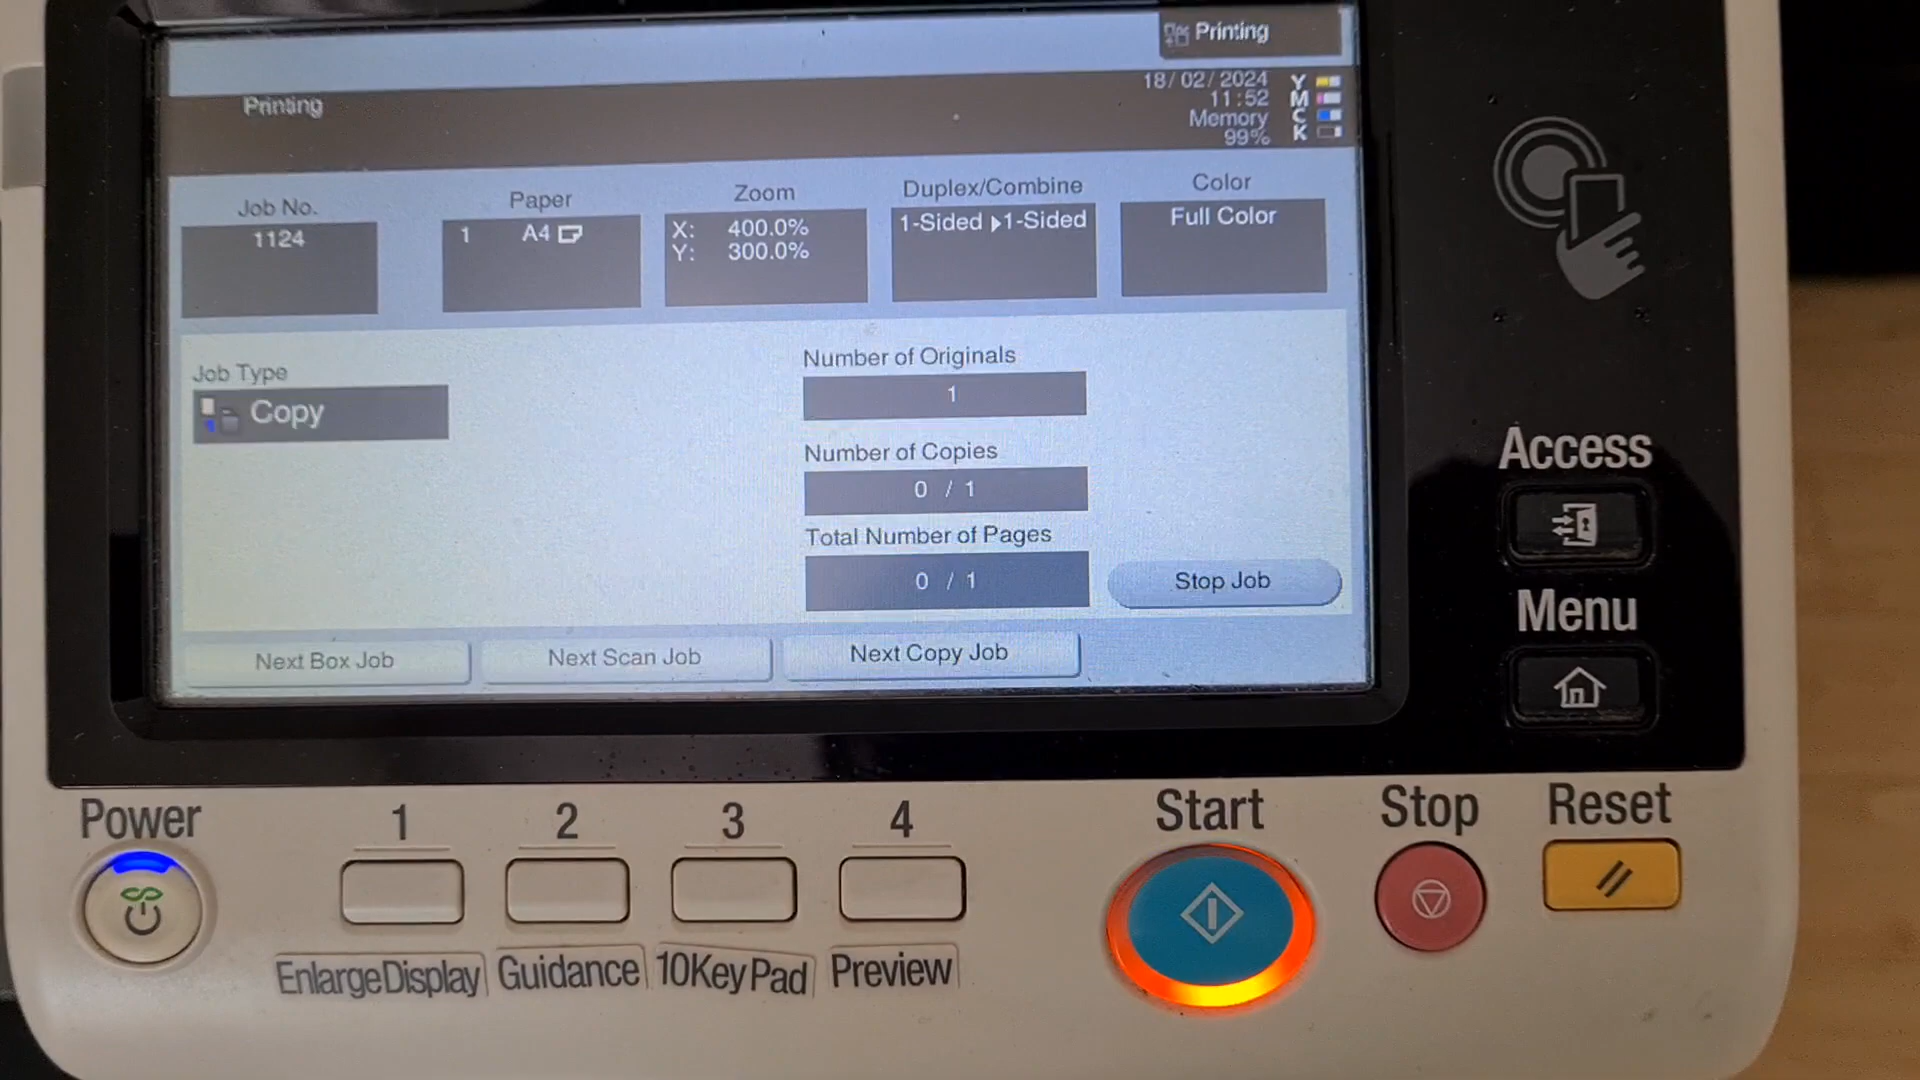 Printing
Printing
18/02/2024
11:52
Memory
99%
Y
M
C
K
Job No.
1124
Paper
1 A4
Zoom
X: 400.0%
Y: 300.0%
Duplex/Combine
1-Sided ▶1-Sided
Color
Full Color
Job Type
Copy
Number of Originals
1
Number of Copies
0 / 1
Total Number of Pages
0 / 1
Stop Job
Next Box Job
Next Scan Job
Next Copy Job
Access
Menu
Power
1
2
3
4
Start
Stop
Reset
EnlargeDisplay
Guidance
10KeyPad
Preview